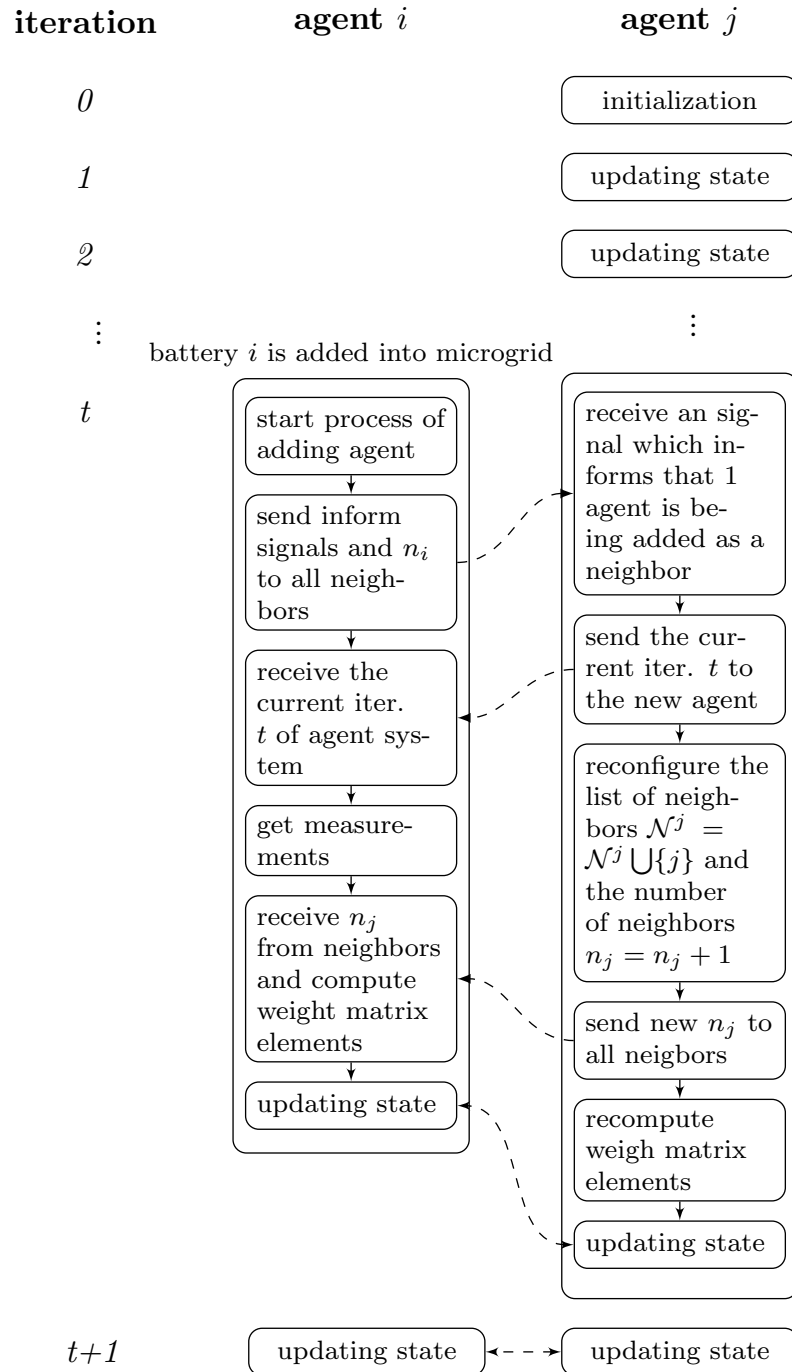 iteration agent i agent j
0 initialization
1 updating state
2 updating state
⋮ ⋮
battery i is added into microgrid
t
start process of
adding agent
send inform
signals and n_i
to all neigh-
bors
receive the
current iter.
t of agent sys-
tem
get measure-
ments
receive n_j
from neighbors
and compute
weight matrix
elements
updating state
receive an sig-
nal which in-
forms that 1
agent is be-
ing added as a
neighbor
send the cur-
rent iter. t to
the new agent
reconfigure the
list of neigh-
bors 𝒩^j =
𝒩^j ⋃{j} and
the number
of neighbors
n_j = n_j + 1
send new n_j to
all neigbors
recompute
weigh matrix
elements
updating state
t+1 updating state updating state